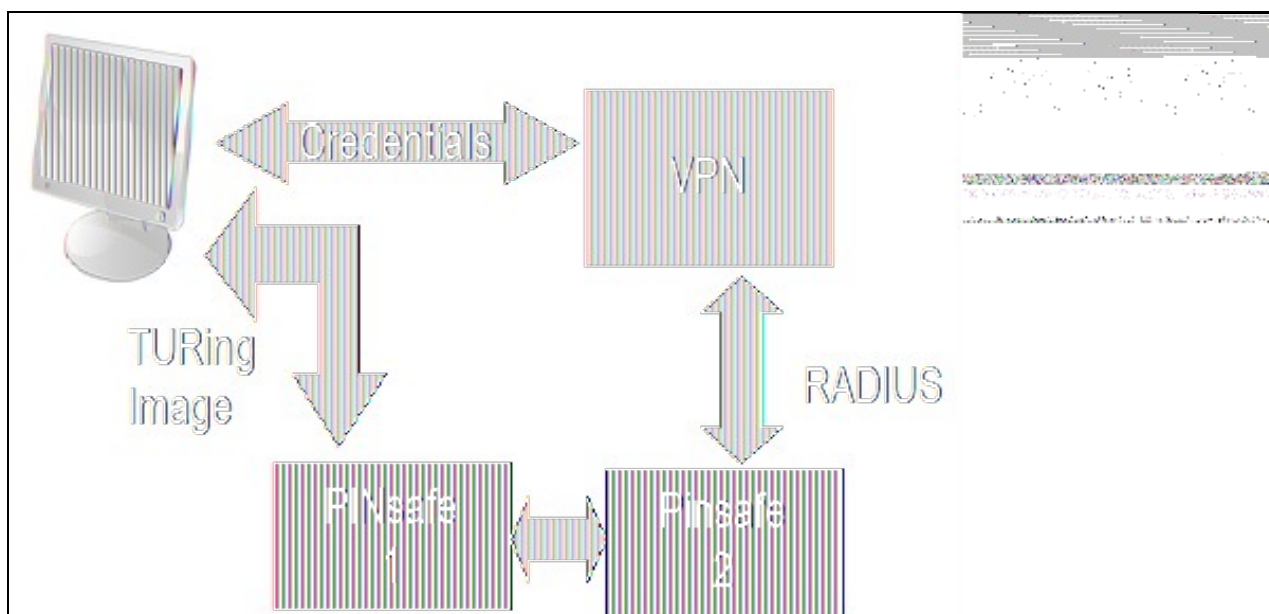 Credentials
VPN
TURing
Image
RADIUS
PINsafe
1
Pinsafe
2